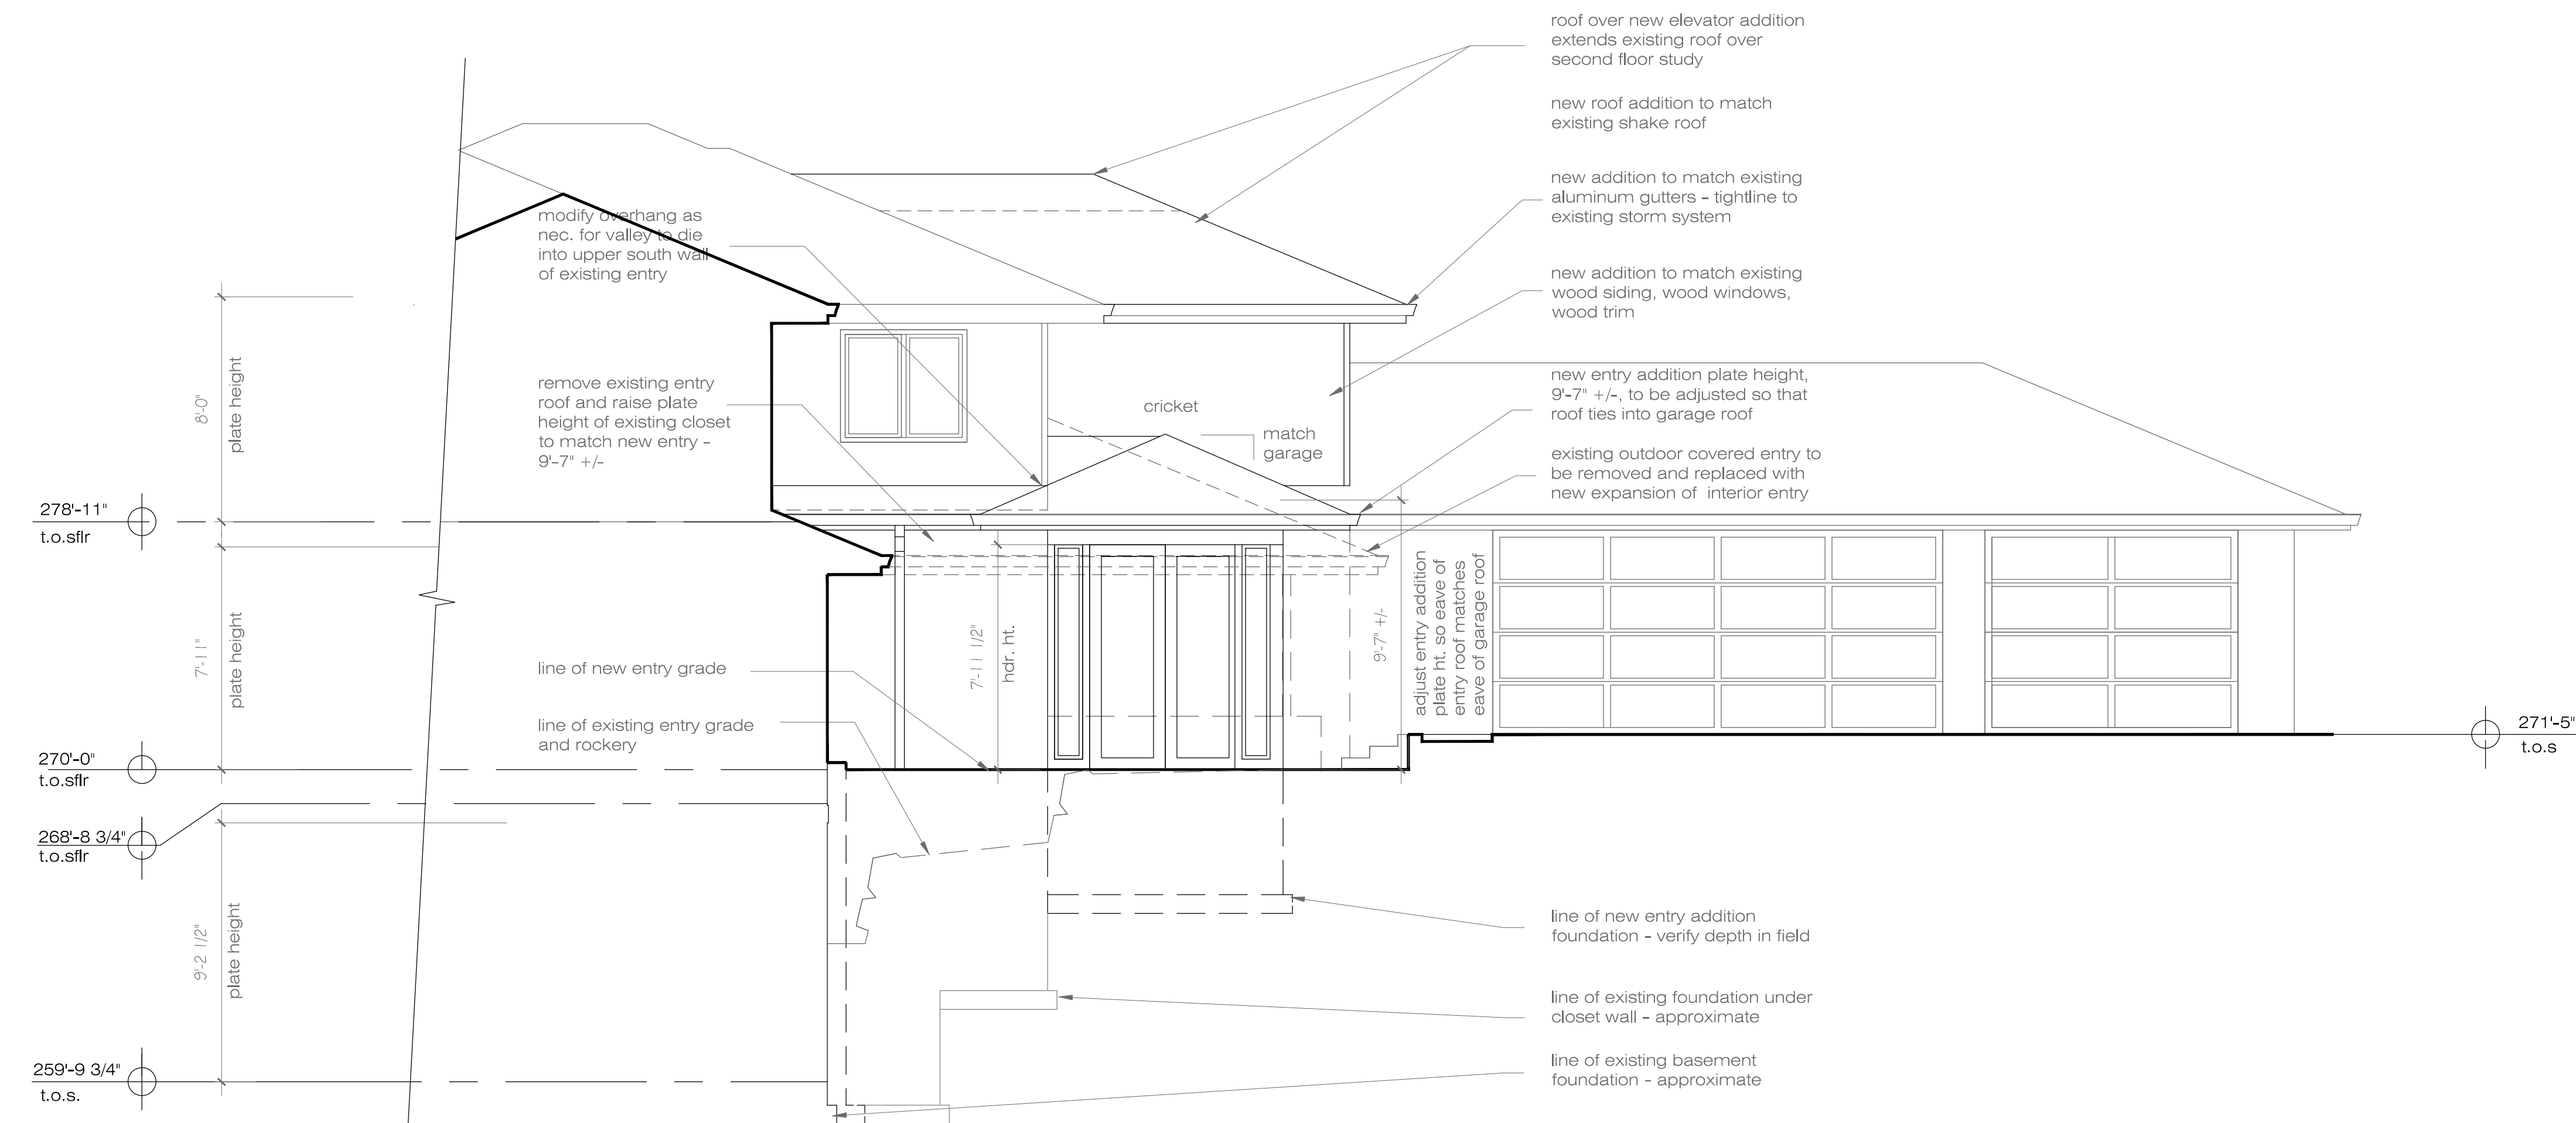 roof over new elevator addition
extends existing roof over
second floor study
new roof addition to match
existing shake roof
new addition to match existing
aluminum gutters - tightline to
existing storm system
modify overhang as
nec. for valley to die
into upper south wall
of existing entry
new addition to match existing
wood siding, wood windows,
wood trim
8'-0"
plate height
remove existing entry
roof and raise plate
height of existing closet
to match new entry -
9'-7" +/-
cricket
match
garage
new entry addition plate height,
9'-7" +/-, to be adjusted so that
roof ties into garage roof
existing outdoor covered entry to
be removed and replaced with
new expansion of interior entry
278'-11"
t.o.sflr
7'-11"
plate height
7'-11 1/2"
hdr. ht.
9'-7" +/-
adjust entry addition
plate ht. so eave of
entry roof matches
eave of garage roof
line of new entry grade
line of existing entry grade
and rockery
271'-5"
t.o.s
270'-0"
t.o.sflr
268'-8 3/4"
t.o.sflr
9'-2 1/2"
plate height
line of new entry addition
foundation - verify depth in field
line of existing foundation under
closet wall - approximate
line of existing basement
foundation - approximate
259'-9 3/4"
t.o.s.